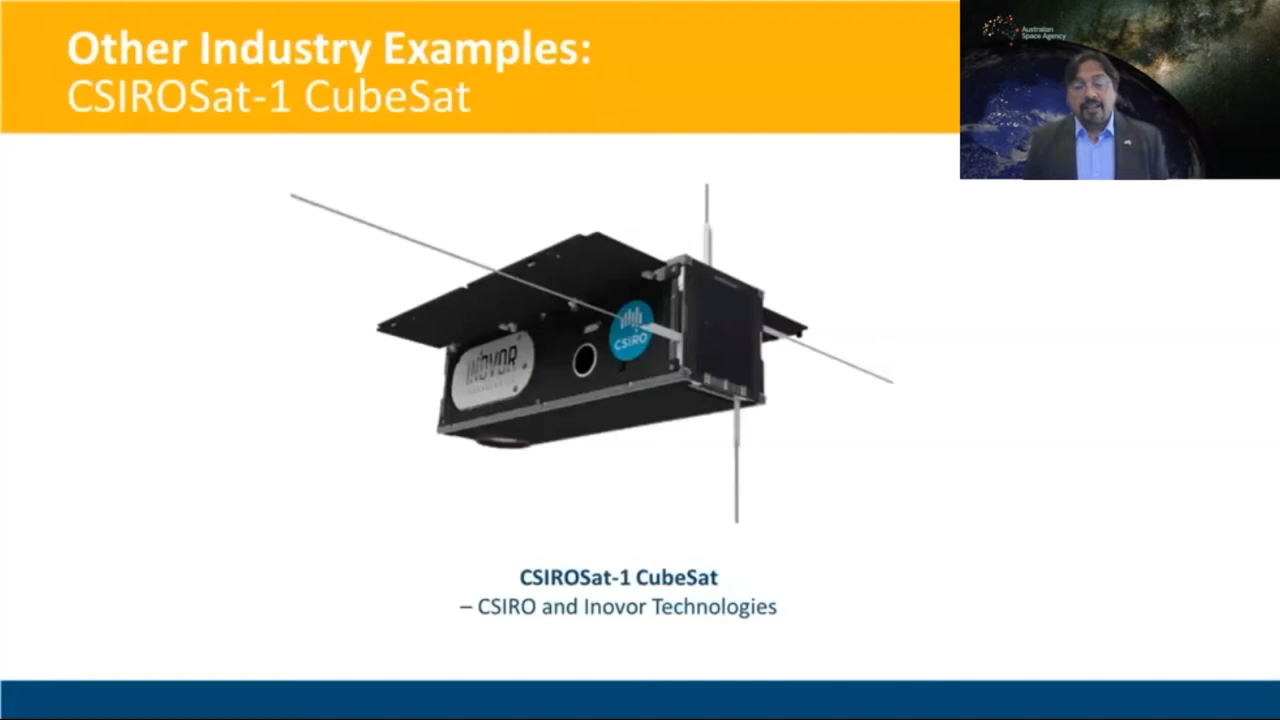 Other Industry Examples:
CSIROSat-1 CubeSat
Australian
Space Agency
INOVOR
CSIRO
CSIROSat-1 CubeSat
– CSIRO and Inovor Technologies